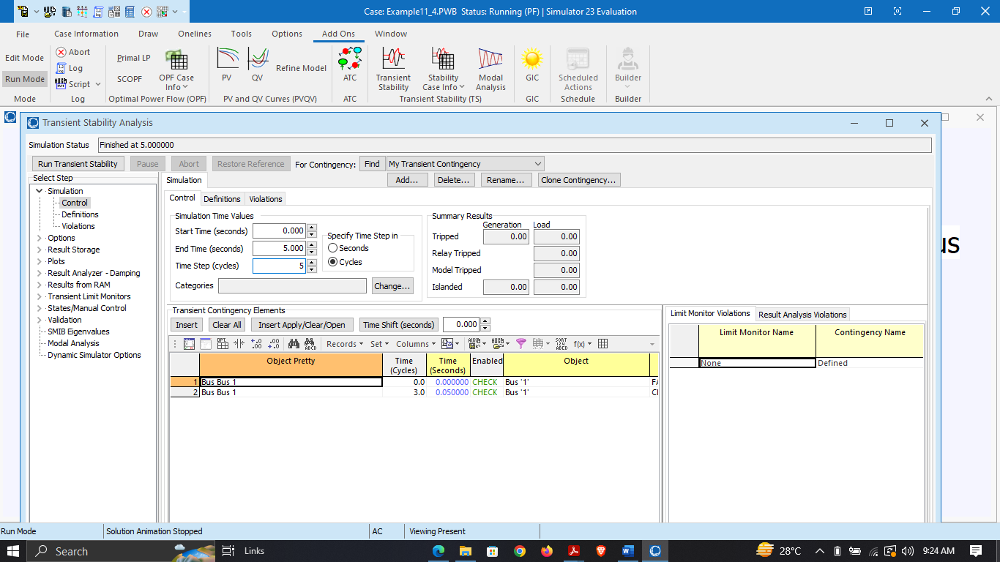 Case: Example11_4.PWB Status: Running (PF) | Simulator 23 Evaluation
File Case Information Draw Onelines Tools Options Add Ons Window
Edit Mode
Run Mode
Mode
Abort
Log
Script
Log
Primal LP
SCOPF
OPF Case
Info
Optimal Power Flow (OPF)
PV
QV
Refine Model
PV and QV Curves (PVQV)
ATC
ATC
Transient
Stability
Stability
Case Info
Modal
Analysis
Transient Stability (TS)
GIC
GIC
Scheduled
Actions
Schedule
Builder
Builder
us
Transient Stability Analysis
Simulation Status Finished at 5.000000
Run Transient Stability Pause Abort Restore Reference For Contingency: Find My Transient Contingency
Add... Delete... Rename... Clone Contingency...
Select Step
Simulation
Control
Definitions
Violations
Options
Result Storage
Plots
Result Analyzer - Damping
Results from RAM
Transient Limit Monitors
States/Manual Control
Validation
SMIB Eigenvalues
Modal Analysis
Dynamic Simulator Options
Simulation
Control Definitions Violations
Simulation Time Values
Start Time (seconds) 0.000
End Time (seconds) 5.000
Time Step (cycles) 5
Specify Time Step in
Seconds
Cycles
Categories Change...
Summary Results
Generation Load
Tripped 0.00 0.00
Relay Tripped 0.00
Model Tripped 0.00
Islanded 0.00 0.00
Transient Contingency Elements
Insert Clear All Insert Apply/Clear/Open Time Shift (seconds) 0.000
Records Set Columns f(x)
Object Pretty Time (Cycles) Time (Seconds) Enabled Object
1 Bus Bus 1 0.0 0.000000 CHECK Bus '1' FA
2 Bus Bus 1 3.0 0.050000 CHECK Bus '1'
Limit Monitor Violations Result Analysis Violations
Limit Monitor Name Contingency Name
None Defined
Run Mode Solution Animation Stopped AC Viewing Present
Search Links 28°C 9:24 AM